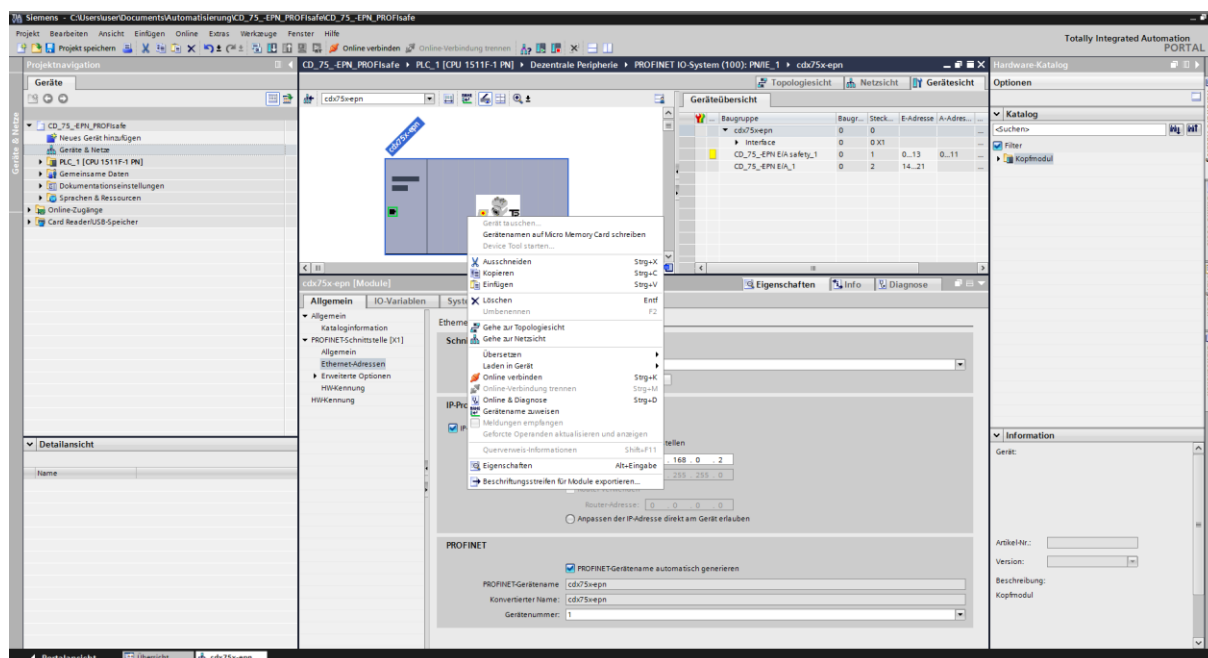 Siemens - C:\Users\user\Documents\Automatisierung\CD_75_-EPN_PROFIsafe\CD_75_-EPN_PROFIsafe
Projekt Bearbeiten Ansicht Einfügen Online Extras Werkzeuge Fenster Hilfe
Totally Integrated Automation
PORTAL
Projekt speichern
Online verbinden
Online-Verbindung trennen
Projektnavigation
CD_75_-EPN_PROFIsafe PLC_1 [CPU 1511F-1 PN] Dezentrale Peripherie PROFINET IO-System (100): PN/IE_1 cdx75x-epn
Hardware-Katalog
Geräte
Topologiesicht Netzsicht Gerätesicht
Optionen
cdx75x-epn
Geräteübersicht
Geräte & Netze
CD_75_-EPN_PROFIsafe
Neues Gerät hinzufügen
Geräte & Netze
PLC_1 [CPU 1511F-1 PN]
Gemeinsame Daten
Dokumentationseinstellungen
Sprachen & Ressourcen
Online-Zugänge
Card Reader/USB-Speicher
cdx75x-epn
... Baugruppe Baugr... Steck... E-Adresse A-Adres...
cdx75x-epn 0 0
Interface 0 0 X1
CD_75_-EPN E/A safety_1 0 1 0...13 0...11
CD_75_-EPN E/A_1 0 2 14...21
Katalog
<Suchen>
Filter
Kopfmodul
Gerät tauschen...
Gerätenamen auf Micro Memory Card schreiben
Device Tool starten...
Ausschneiden Strg+X
Kopieren Strg+C
Einfügen Strg+V
Löschen Entf
Umbenennen F2
Gehe zur Topologiesicht
Gehe zur Netzsicht
Übersetzen
Laden in Gerät
Online verbinden Strg+K
Online-Verbindung trennen Strg+M
Online & Diagnose Strg+D
Gerätename zuweisen
Meldungen empfangen
Geforcte Operanden aktualisieren und anzeigen
Querverweis-Informationen Shift+F11
Eigenschaften Alt+Eingabe
Beschriftungsstreifen für Module exportieren...
cdx75x-epn [Module]
Eigenschaften Info Diagnose
Allgemein IO-Variablen Syste
Allgemein
Kataloginformation
PROFINET-Schnittstelle [X1]
Allgemein
Ethernet-Adressen
Erweiterte Optionen
HW-Kennung
HW-Kennung
Etherne
Schni
IP-Pro
IP-
tellen
. 168 . 0 . 2
. 255 . 255 . 0
Router-Adresse: 0 . 0 . 0 . 0
Anpassen der IP-Adresse direkt am Gerät erlauben
PROFINET
PROFINET-Gerätename automatisch generieren
PROFINET-Gerätename cdx75x-epn
Konvertierter Name: cdx75x-epn
Gerätenummer: 1
Detailansicht
Name
Information
Gerät:
Artikel-Nr.:
Version:
Beschreibung:
Kopfmodul
Portalansicht Übersicht cdx75x-epn